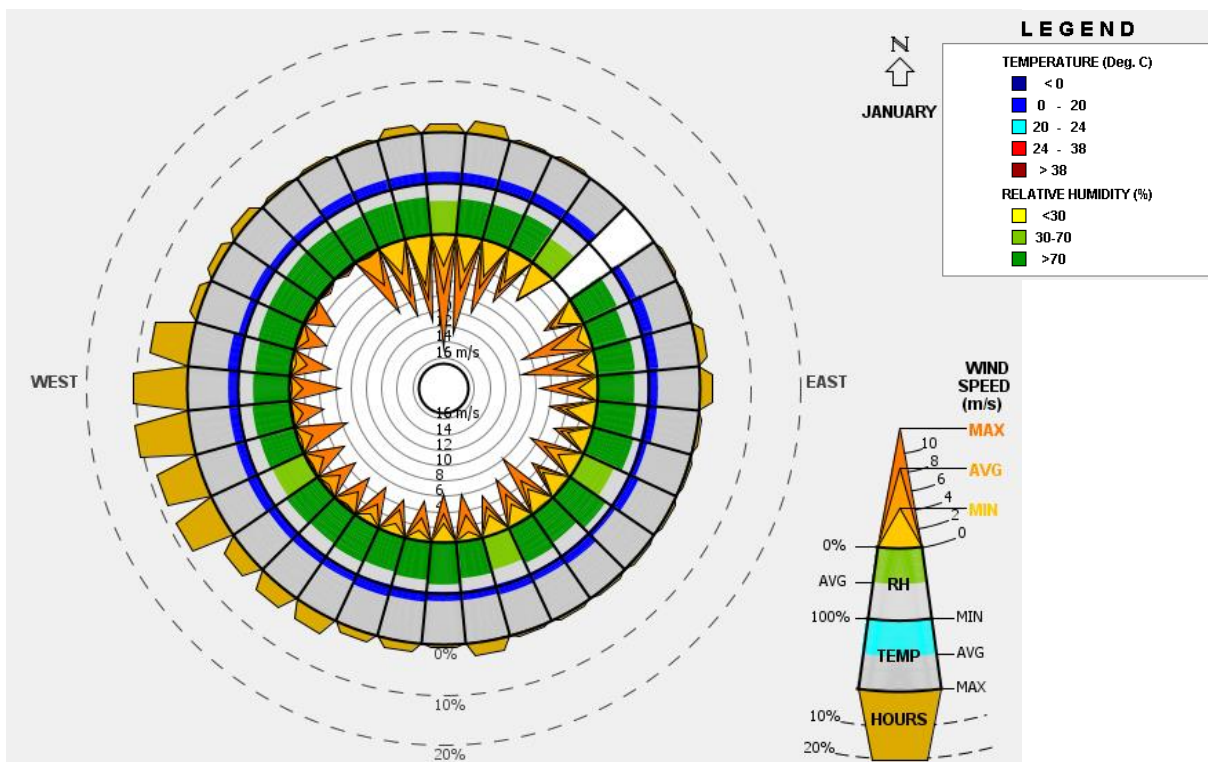 LEGEND
TEMPERATURE (Deg. C)
< 0
0 - 20
20 - 24
24 - 38
> 38
RELATIVE HUMIDITY (%)
<30
30-70
>70
N
JANUARY
WEST
EAST
12
14
16 m/s
16 m/s
14
12
10
8
6
0%
10%
20%
WIND
SPEED
(m/s)
MAX
10
8
AVG
6
4
MIN
2
0
0%
AVG
RH
100%
MIN
TEMP
AVG
MAX
HOURS
10%
20%